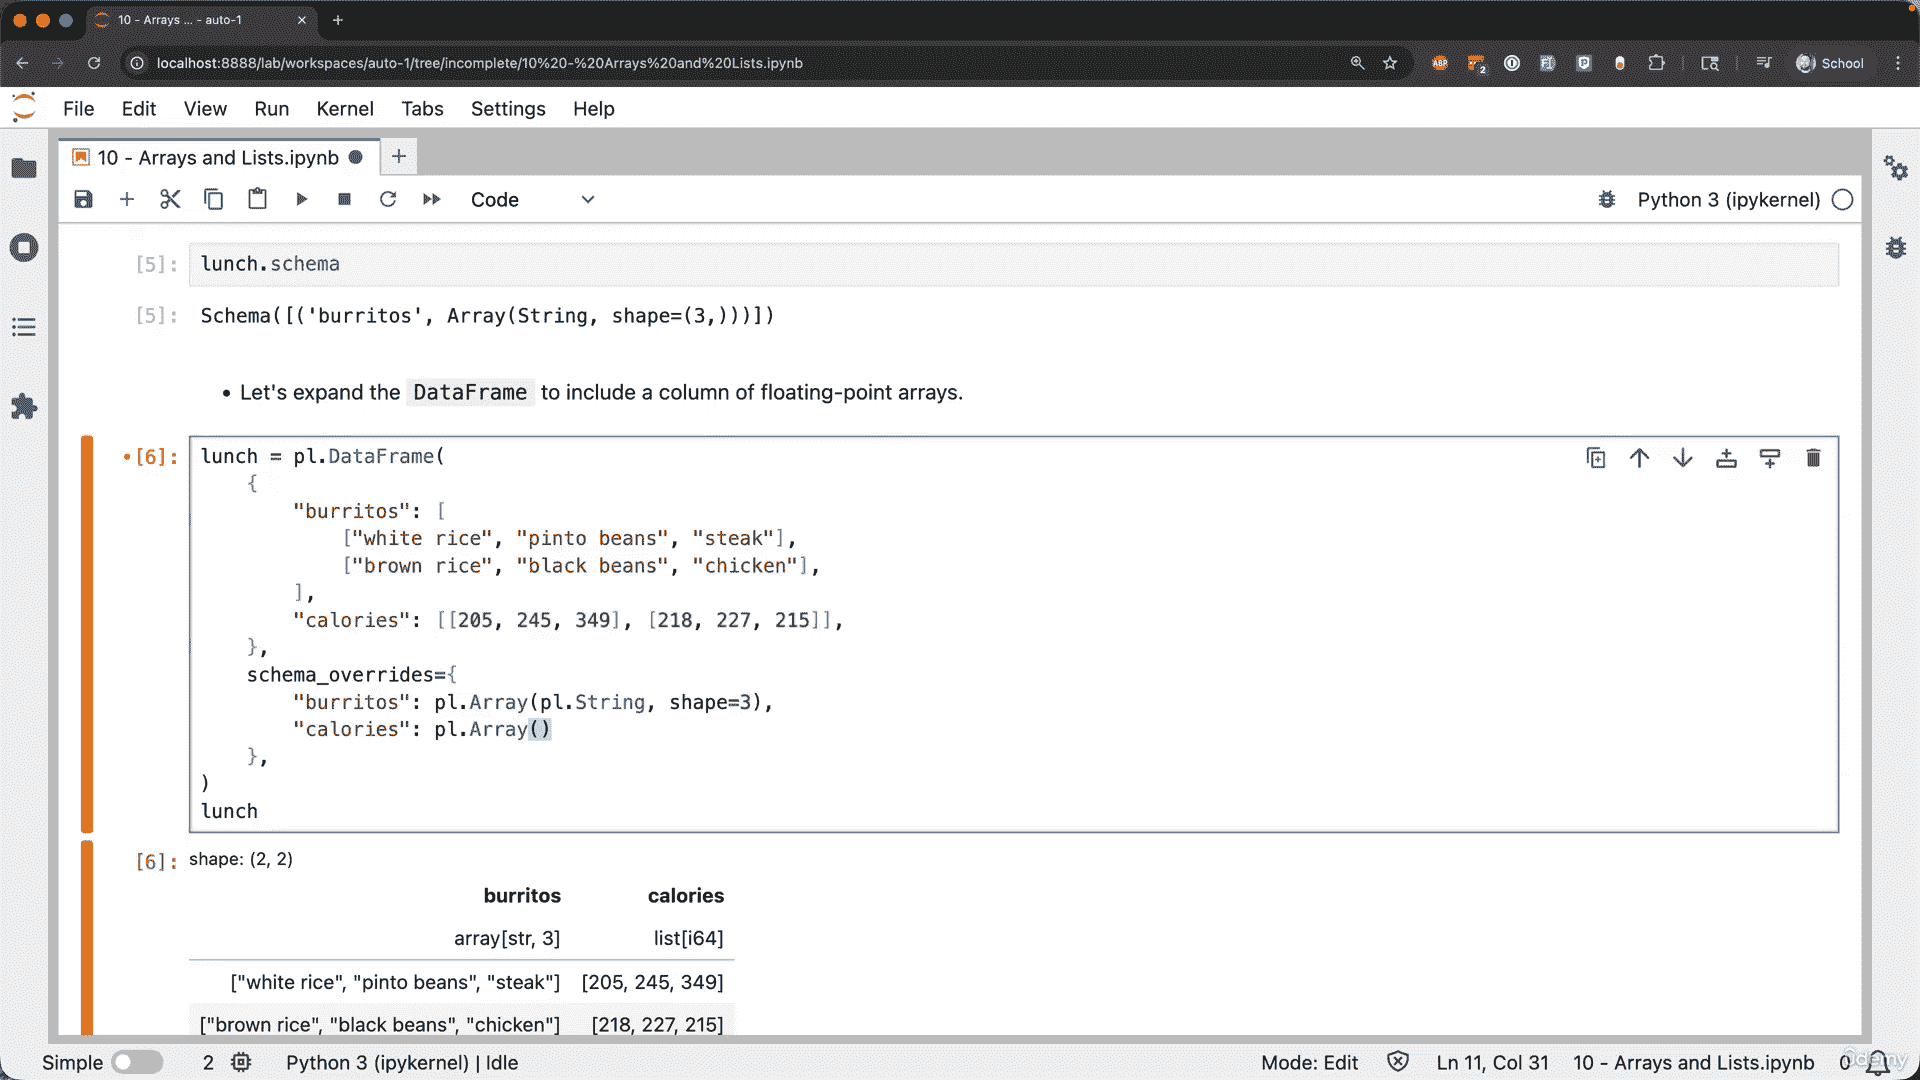 10 - Arrays ... - auto-1
localhost:8888/lab/workspaces/auto-1/tree/incomplete/10%20-%20Arrays%20and%20Lists.ipynb
ABP
2
School
File Edit View Run Kernel Tabs Settings Help
10 - Arrays and Lists.ipynb
Code
Python 3 (ipykernel)
[5]: lunch.schema
[5]: Schema([('burritos', Array(String, shape=(3,)))])
• Let's expand the DataFrame to include a column of floating-point arrays.
•[6]: lunch = pl.DataFrame(
{
"burritos": [
["white rice", "pinto beans", "steak"],
["brown rice", "black beans", "chicken"],
],
"calories": [[205, 245, 349], [218, 227, 215]],
},
schema_overrides={
"burritos": pl.Array(pl.String, shape=3),
"calories": pl.Array()
},
)
lunch
[6]: shape: (2, 2)
burritos calories
array[str, 3] list[i64]
["white rice", "pinto beans", "steak"] [205, 245, 349]
["brown rice", "black beans", "chicken"] [218, 227, 215]
Simple 2 Python 3 (ipykernel) | Idle Mode: Edit Ln 11, Col 31 10 - Arrays and Lists.ipynb 0
udemy